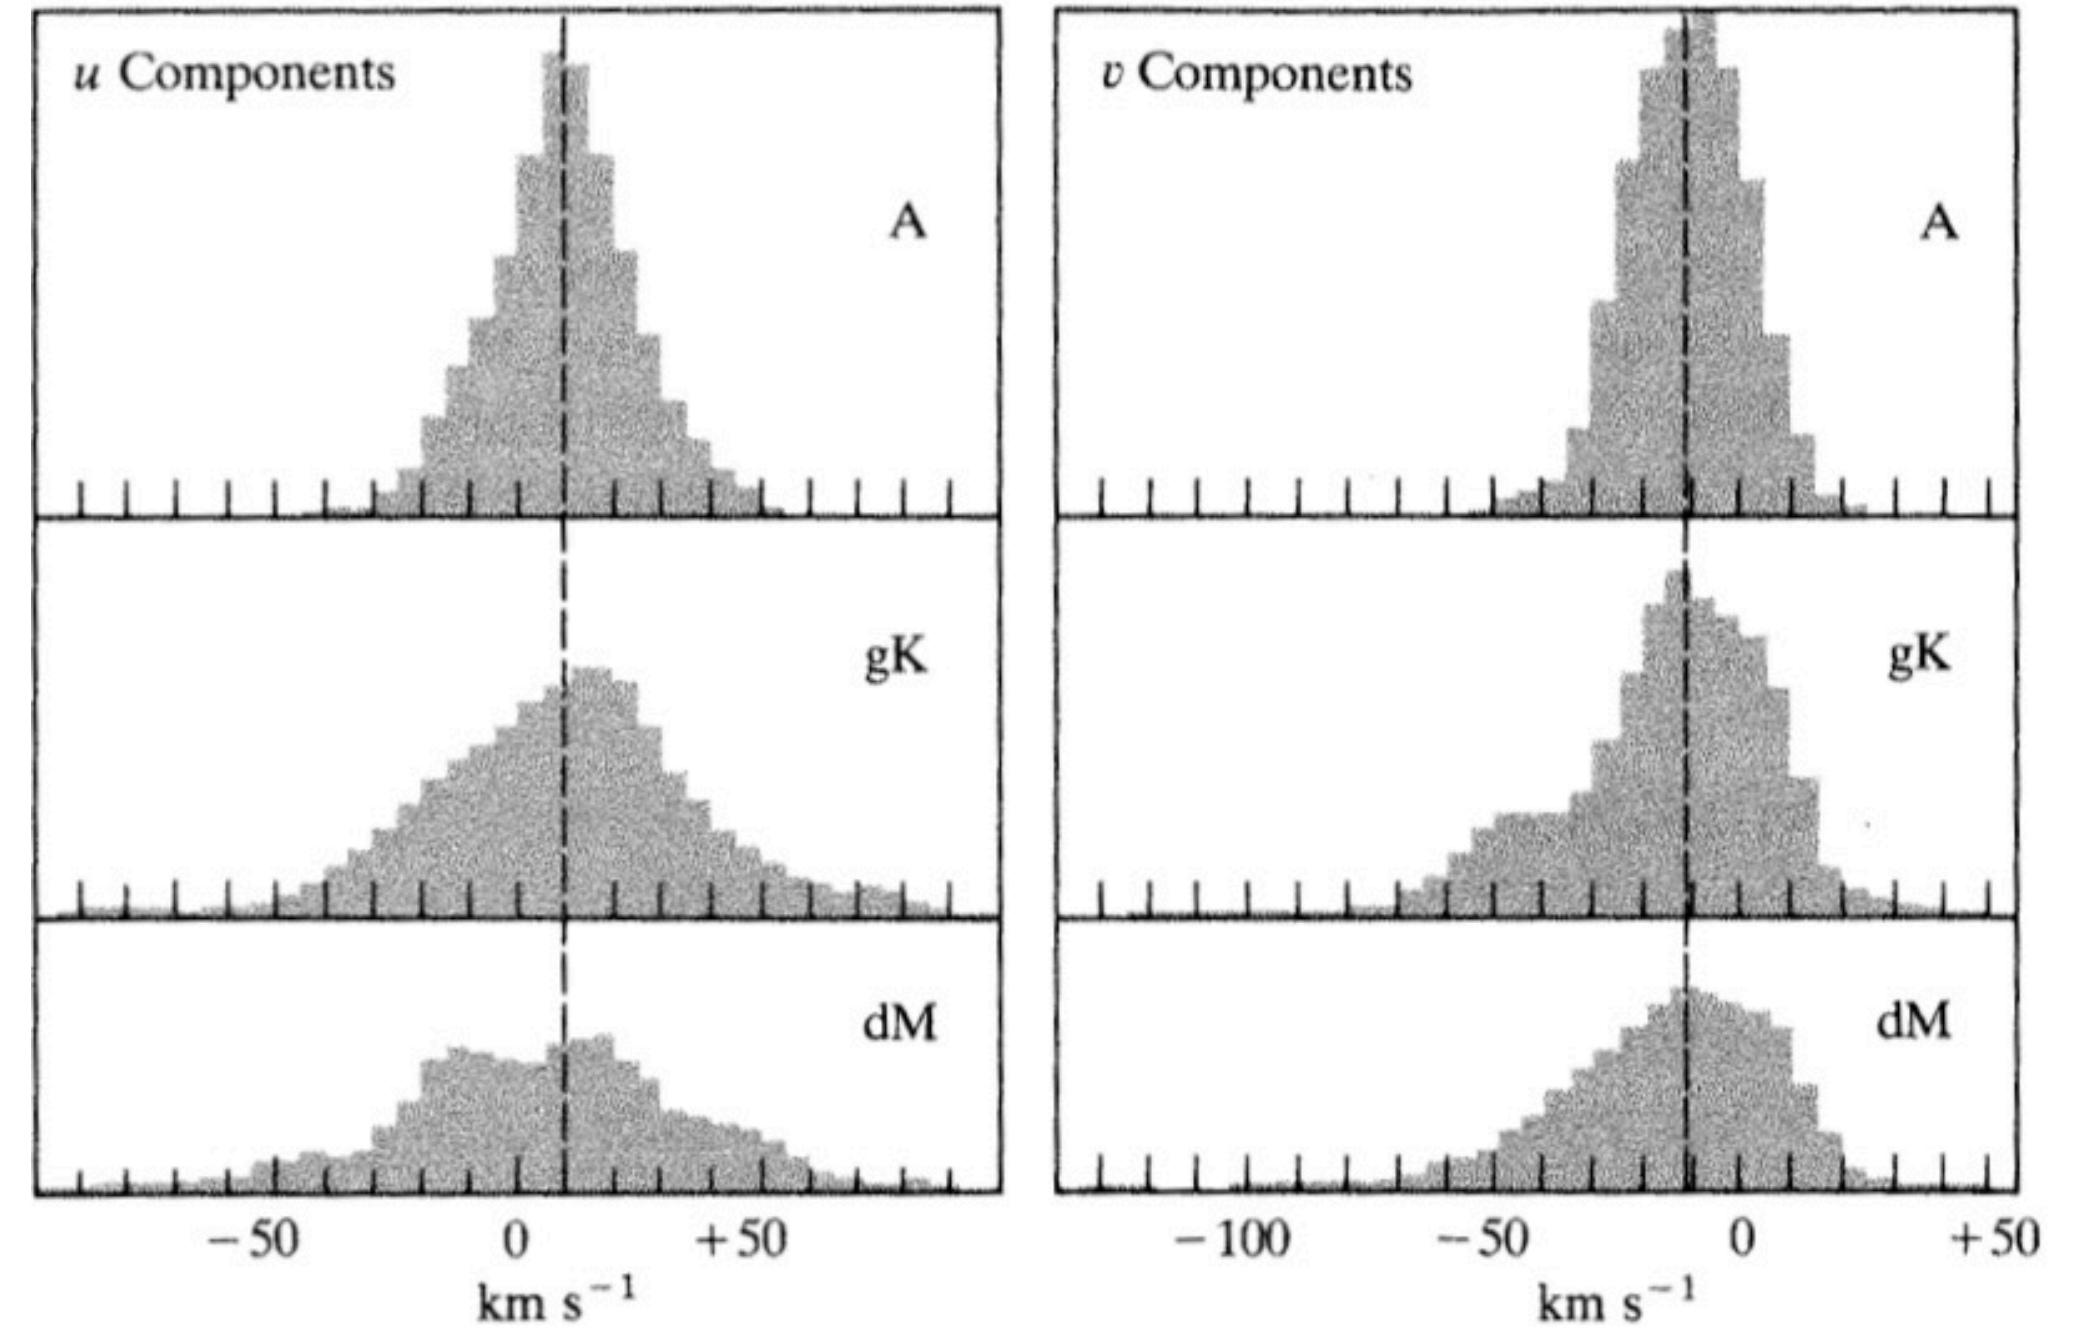 u Components
A
gK
dM
−50 0 +50
km s⁻¹
v Components
A
gK
dM
−100 −50 0 +50
km s⁻¹